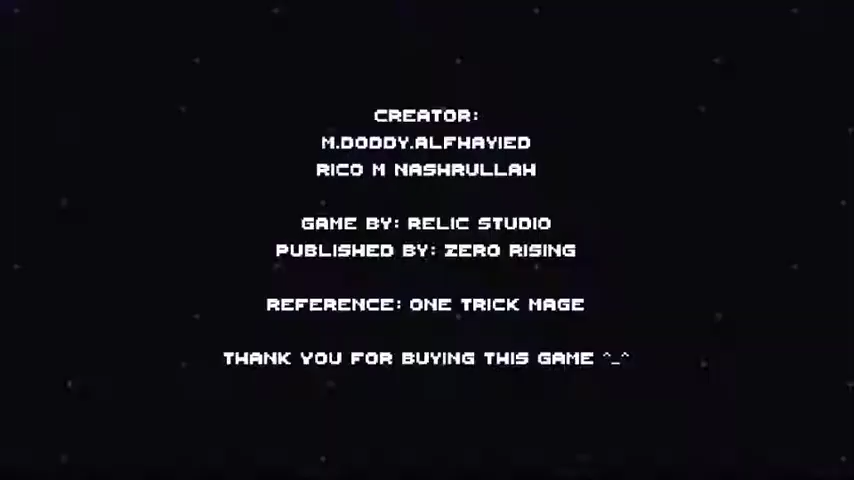 CREATOR:
M.DODDY.ALFHAYIED
RICO M NASHRULLAH
GAME BY: RELIC STUDIO
PUBLISHED BY: ZERO RISING
REFERENCE: ONE TRICK MAGE
THANK YOU FOR BUYING THIS GAME ^_^